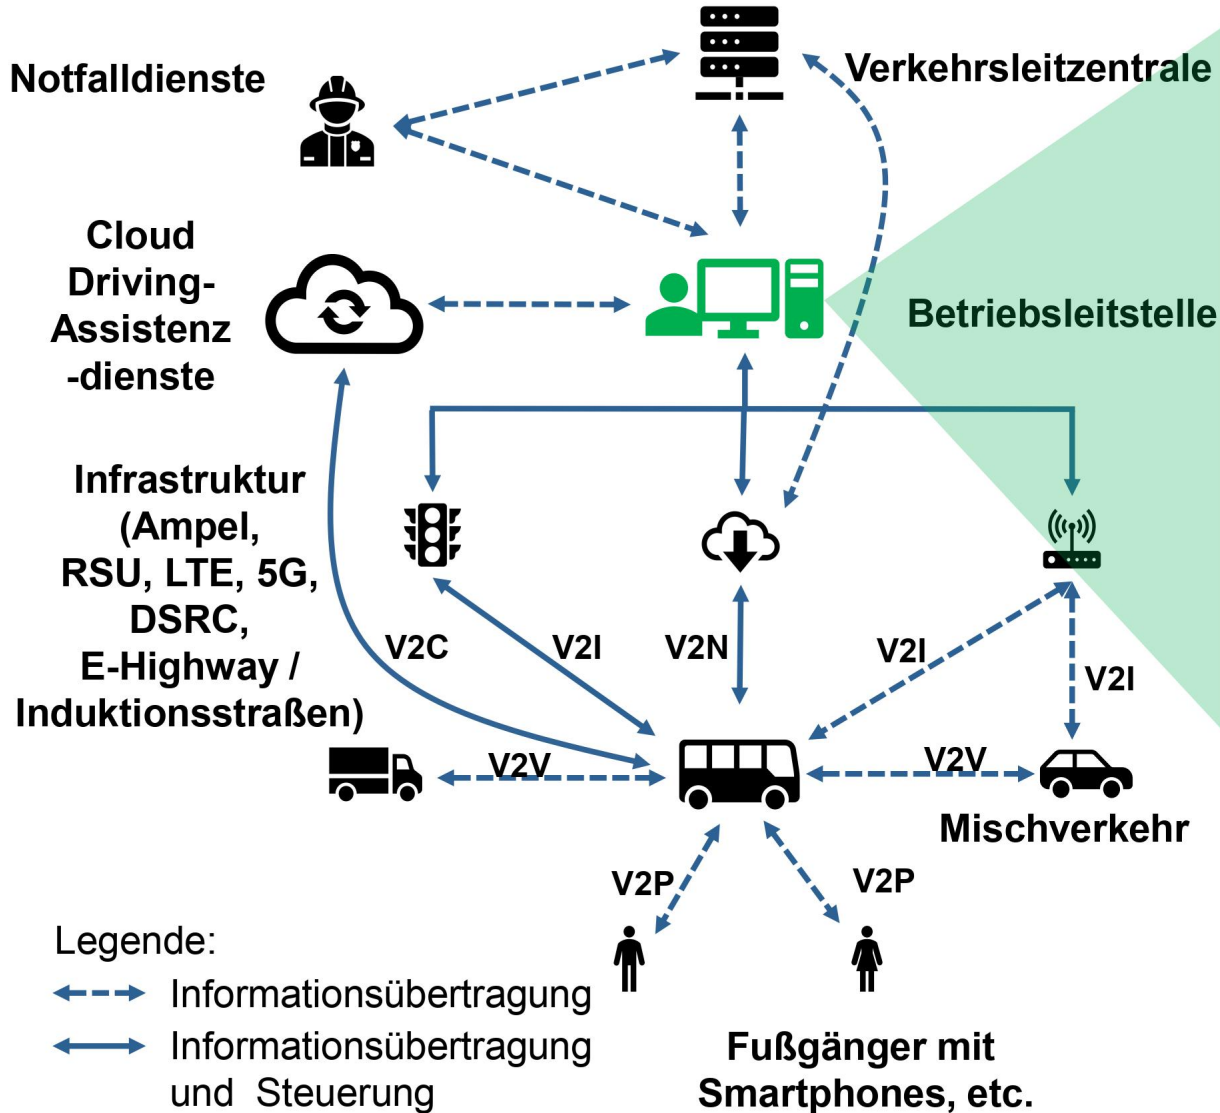 Notfalldienste
Verkehrsleitzentrale
Cloud
Driving-
Assistenz
-dienste
Betriebsleitstelle
Infrastruktur
(Ampel,
RSU, LTE, 5G,
DSRC,
E-Highway /
Induktionsstraßen)
V2C
V2I
V2N
V2I
V2I
V2V
V2V
Mischverkehr
V2P
V2P
Legende:
Informationsübertragung
Informationsübertragung
und Steuerung
Fußgänger mit
Smartphones, etc.